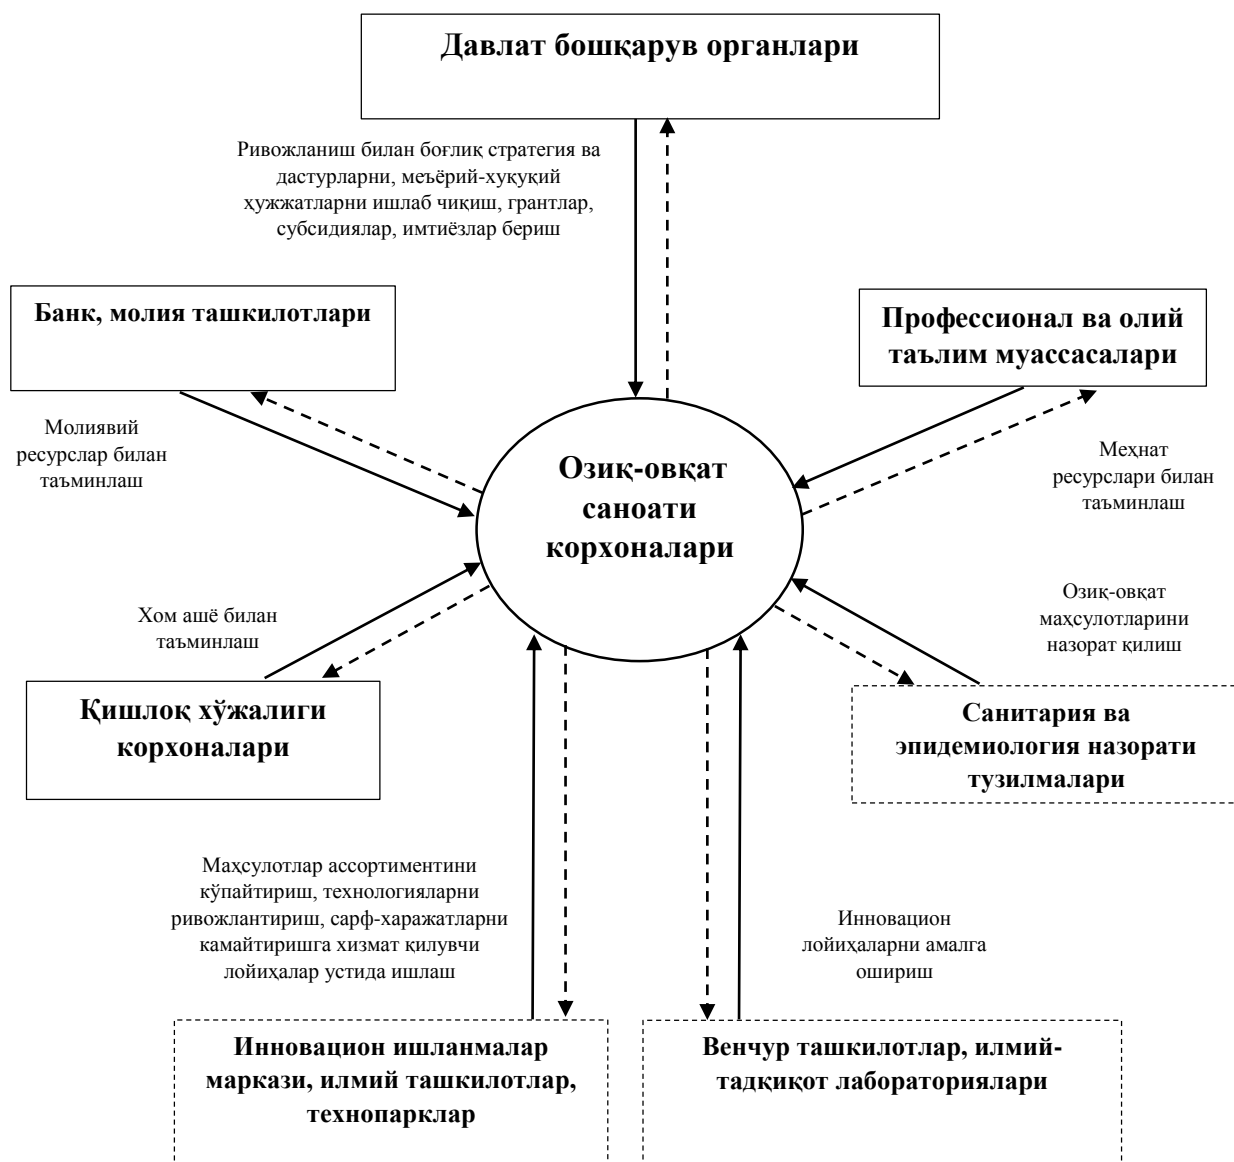 Давлат бошқарув органлари
Ривожланиш билан боғлиқ стратегия ва
дастурларни, меъёрий-хуқуқий
ҳужжатларни ишлаб чиқиш, грантлар,
субсидиялар, имтиёзлар бериш
Банк, молия ташкилотлари
Профессионал ва олий
таълим муассасалари
Молиявий
ресурслар билан
таъминлаш
Озиқ-овқат
саноати
корхоналари
Меҳнат
ресурслари билан
таъминлаш
Хом ашё билан
таъминлаш
Озиқ-овқат
маҳсулотларини
назорат қилиш
Қишлоқ хўжалиги
корхоналари
Санитария ва
эпидемиология назорати
тузилмалари
Маҳсулотлар ассортиментини
кўпайтириш, технологияларни
ривожлантириш, сарф-харажатларни
камайтиришга хизмат қилувчи
лойиҳалар устида ишлаш
Инновацион
лойиҳаларни амалга
ошириш
Инновацион ишланмалар
маркази, илмий ташкилотлар,
технопарклар
Венчур ташкилотлар, илмий-
тадқиқот лабораториялари